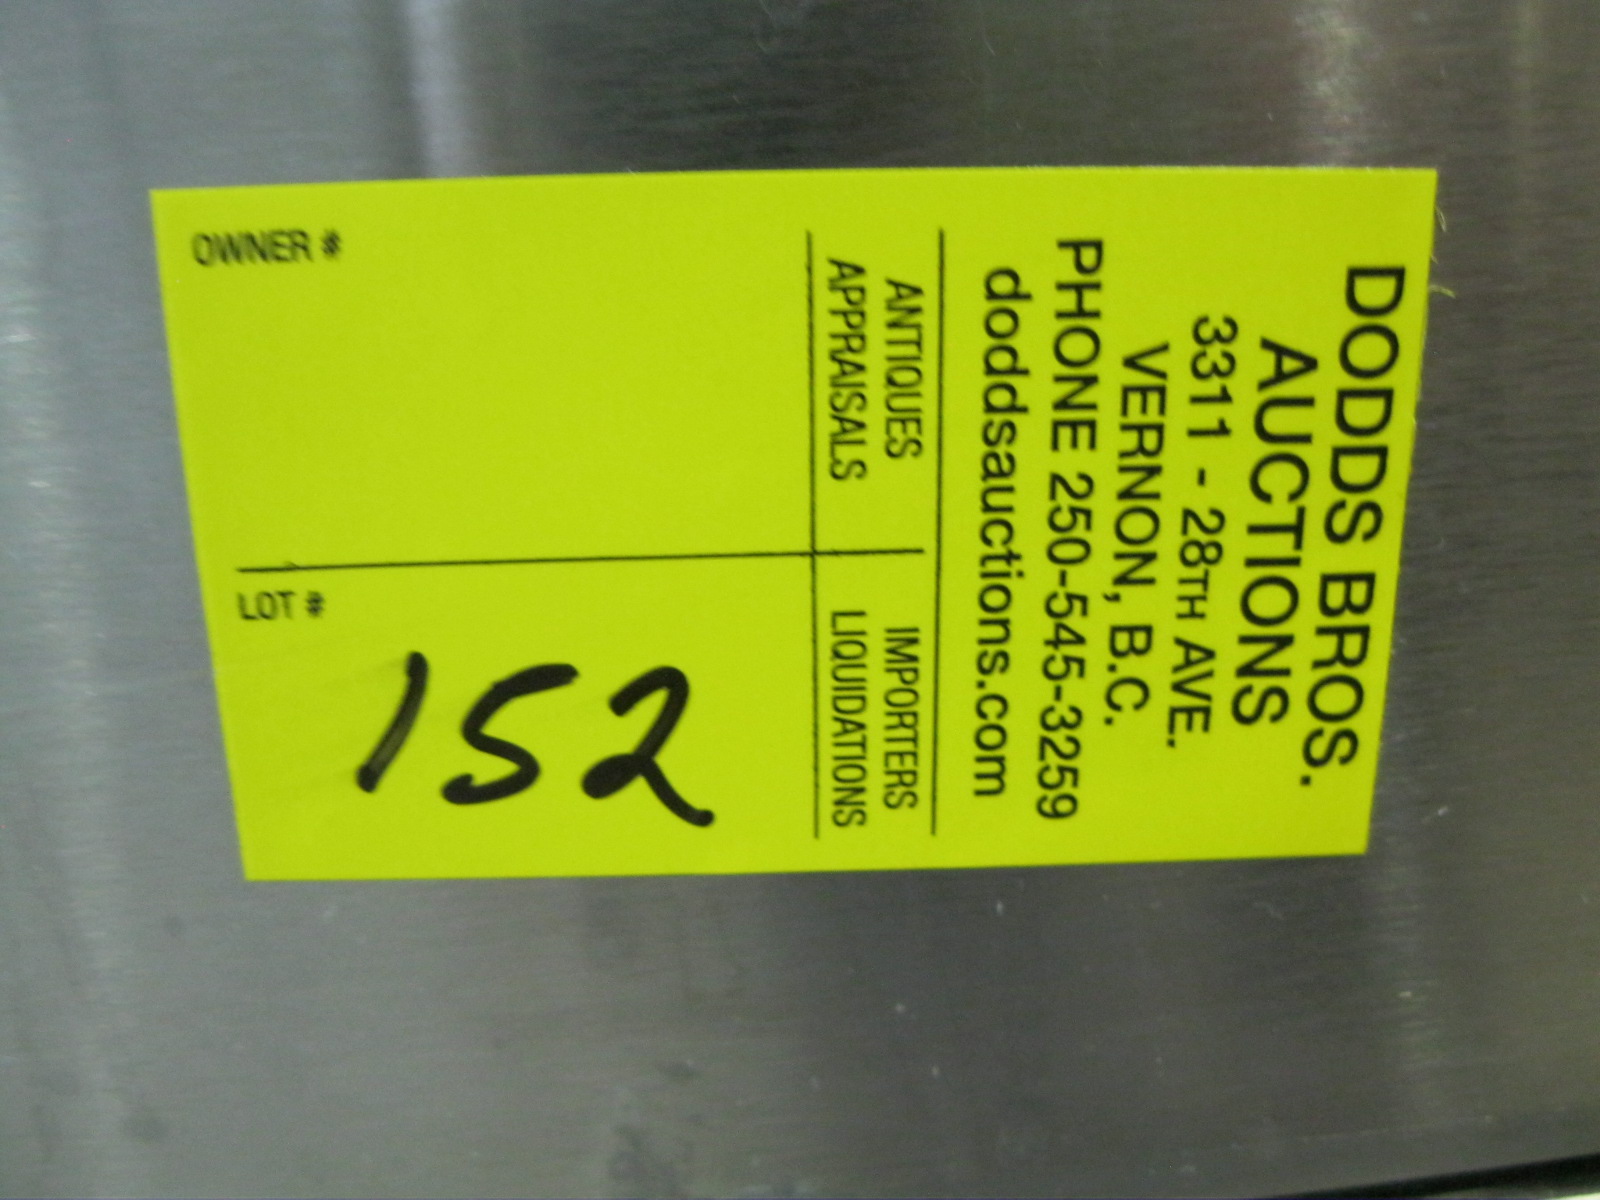 DODDS BROS.
AUCTIONS
3311 - 28TH AVE.
VERNON, B.C.
PHONE 250-545-3259
doddsauctions.com
ANTIQUES IMPORTERS
APPRAISALS LIQUIDATIONS
OWNER #
LOT #
152